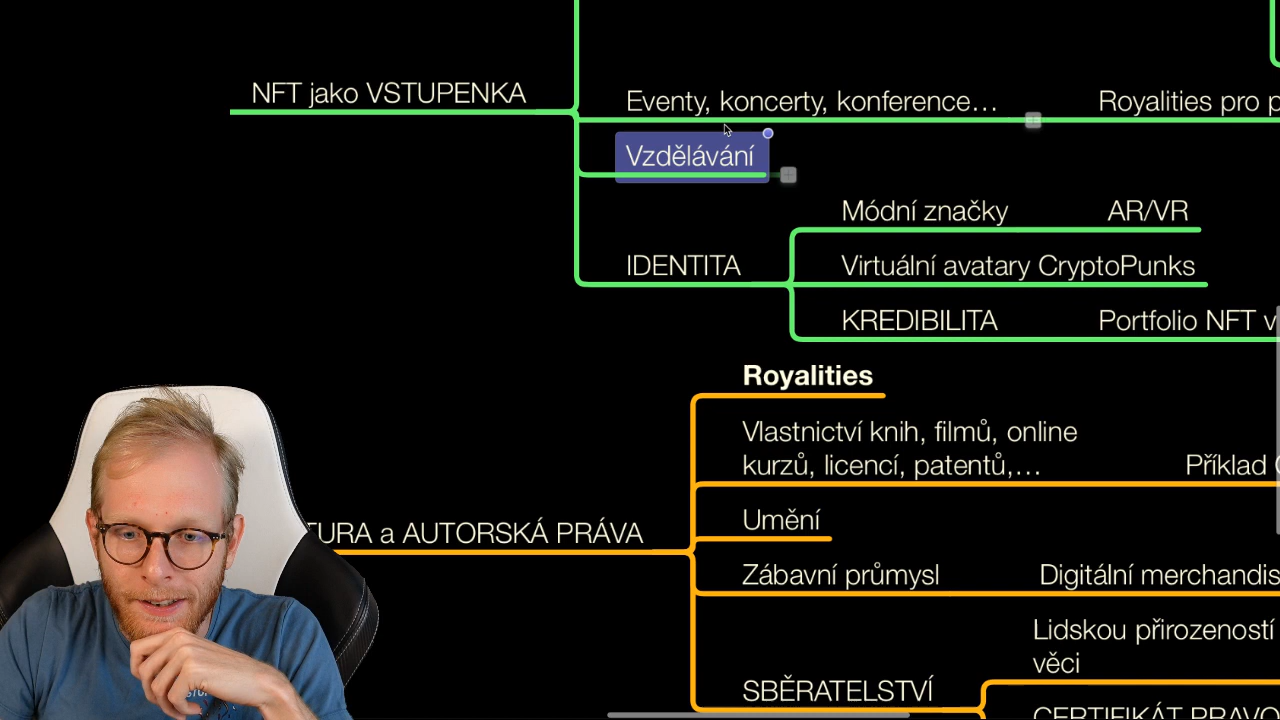 NFT jako VSTUPENKA
Eventy, koncerty, konference…
Royalities pro
Vzdělávání
Módní značky
AR/VR
IDENTITA
Virtuální avatary CryptoPunks
KREDIBILITA
Portfolio NFT v
Royalities
Vlastnictví knih, filmů, online
kurzů, licencí, patentů,…
Příklad
Umění
TURA a AUTORSKÁ PRÁVA
Zábavní průmysl
Digitální merchandis
Lidskou přirozeností
věci
SBĚRATELSTVÍ
CERTIFIKÁT PRAVO